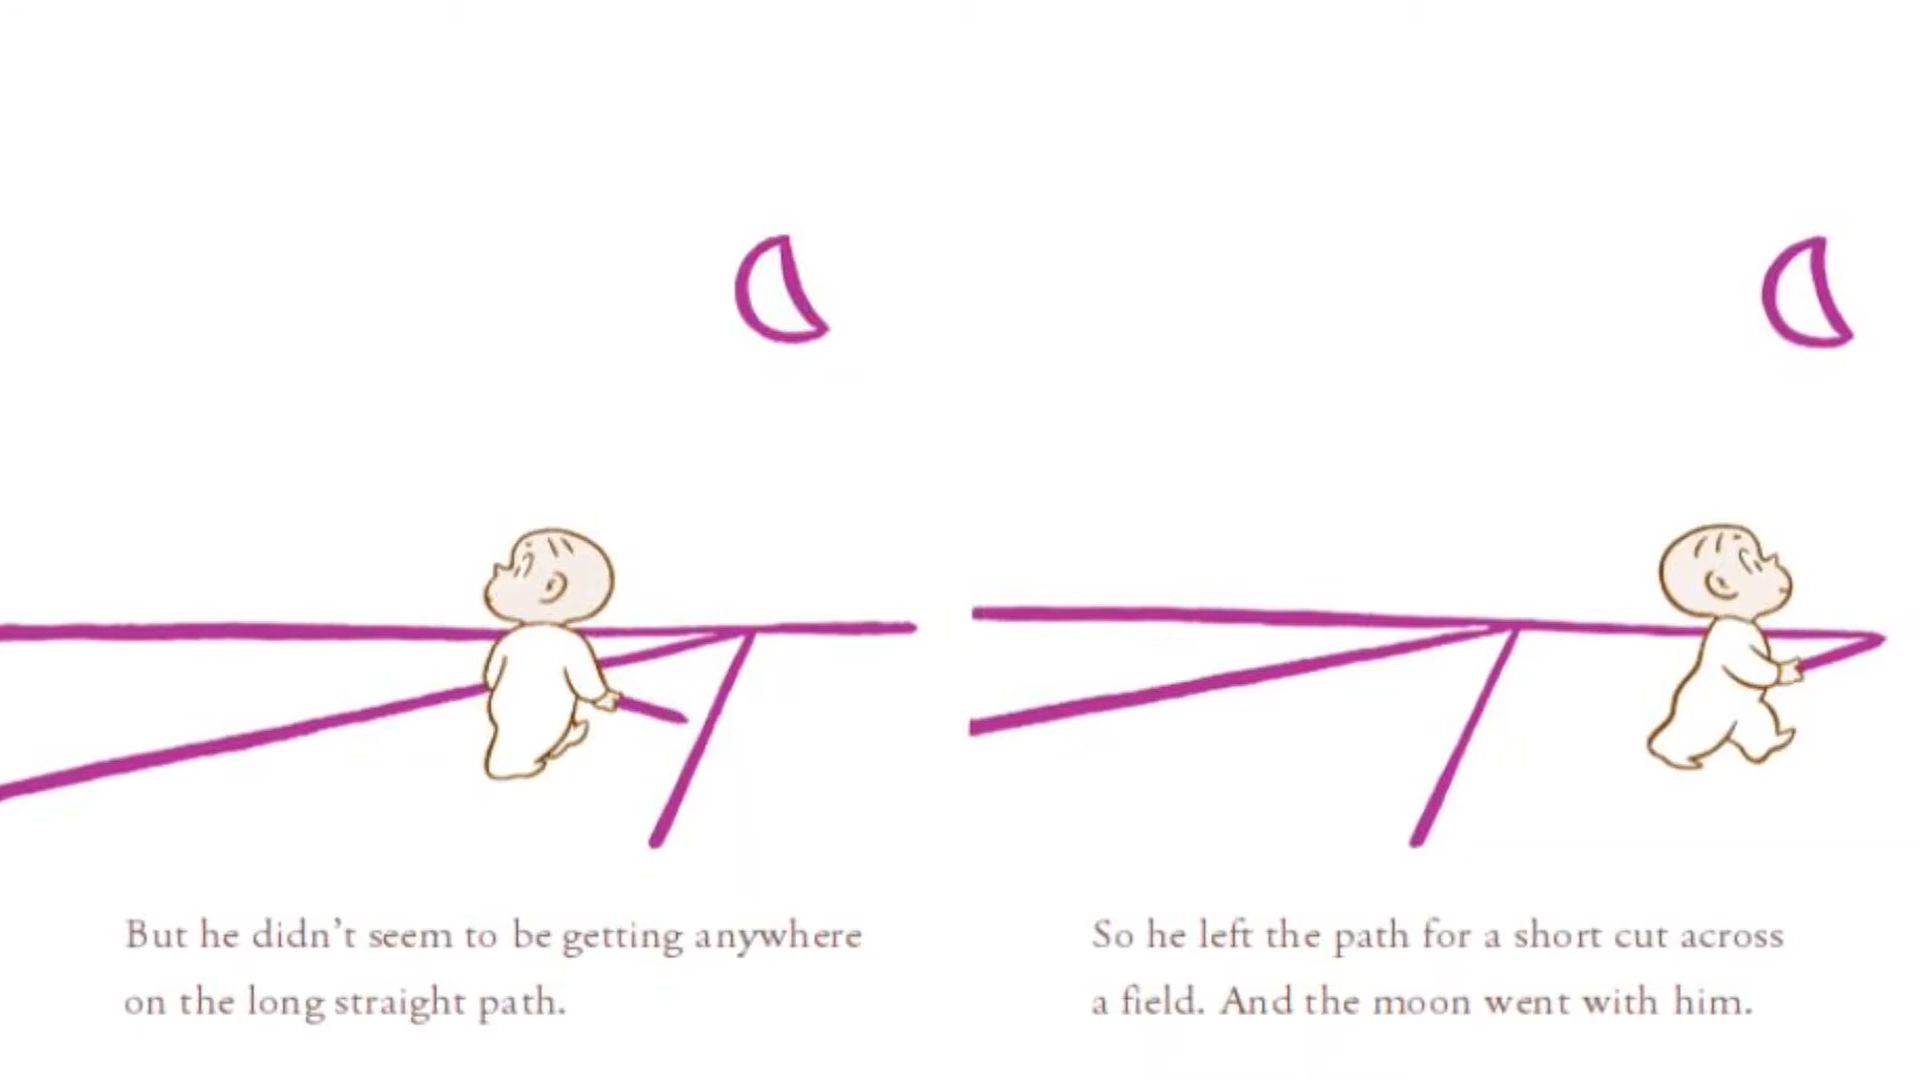 But he didn’t seem to be getting anywhere
on the long straight path.
So he left the path for a short cut across
a field. And the moon went with him.